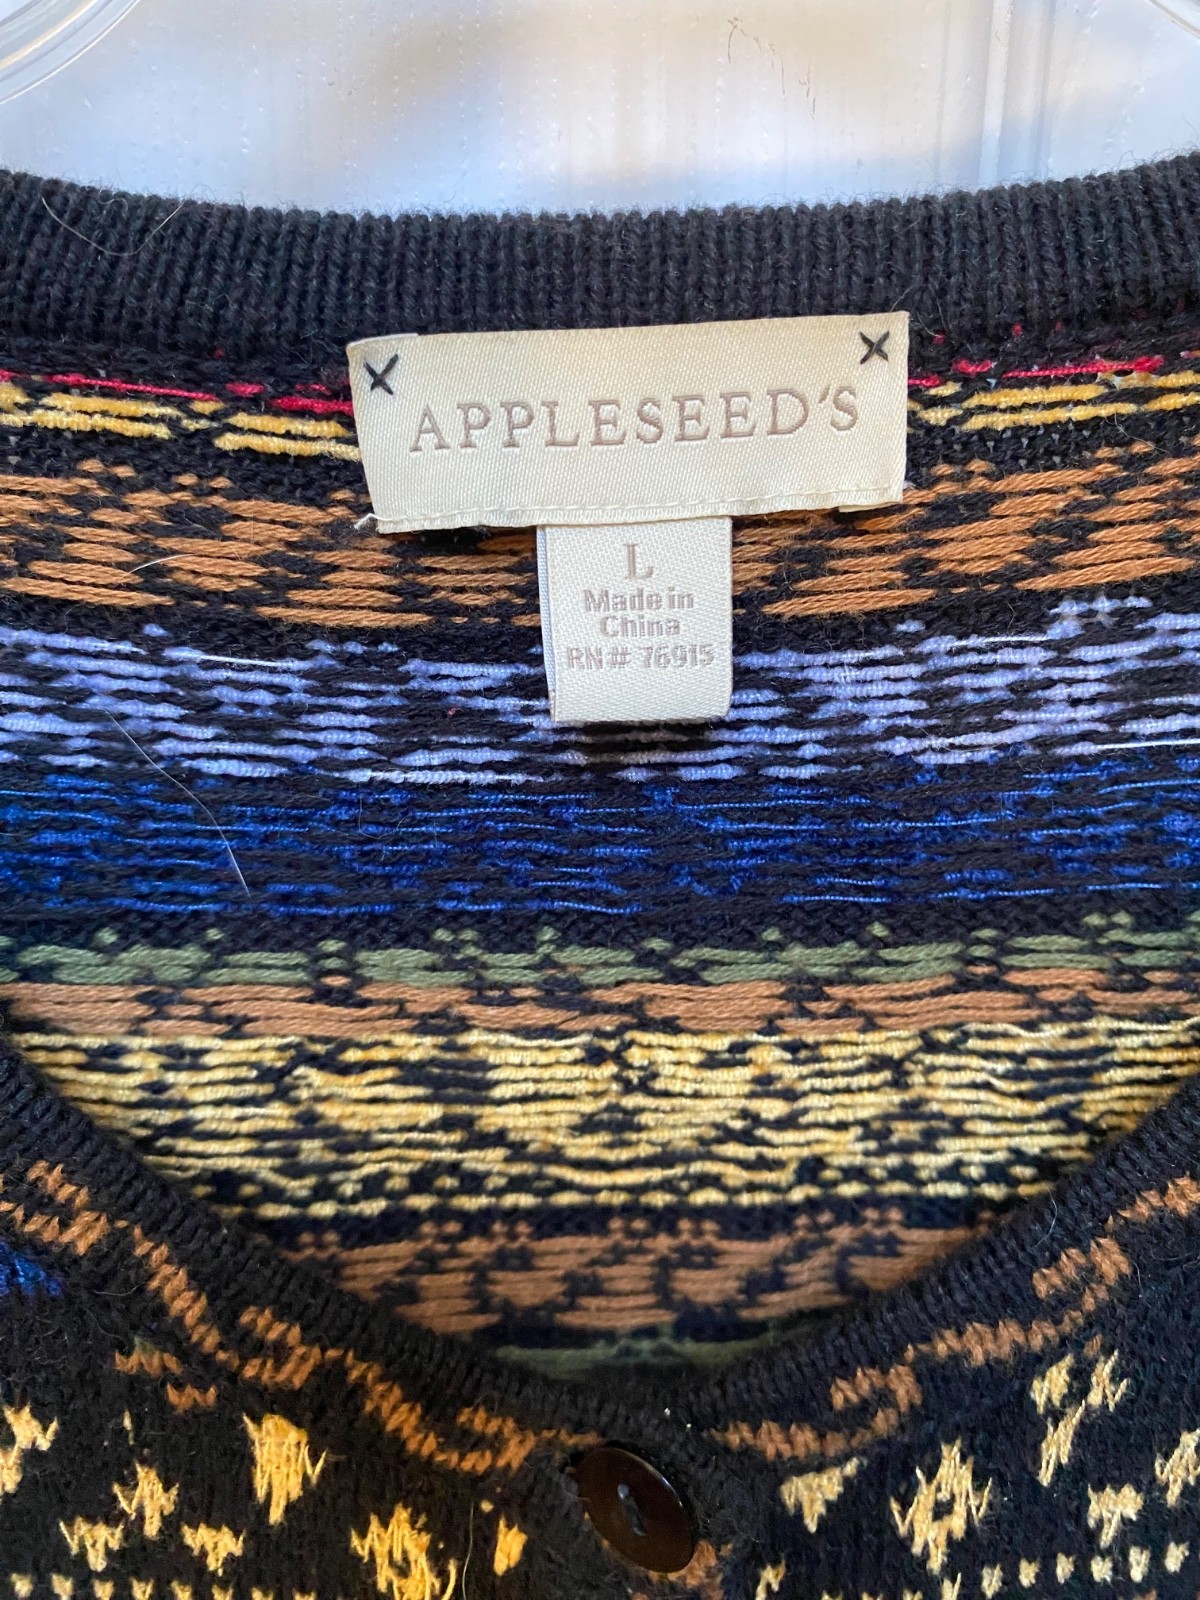 APPLESEED'S
L
Made in
China
RN# 76915